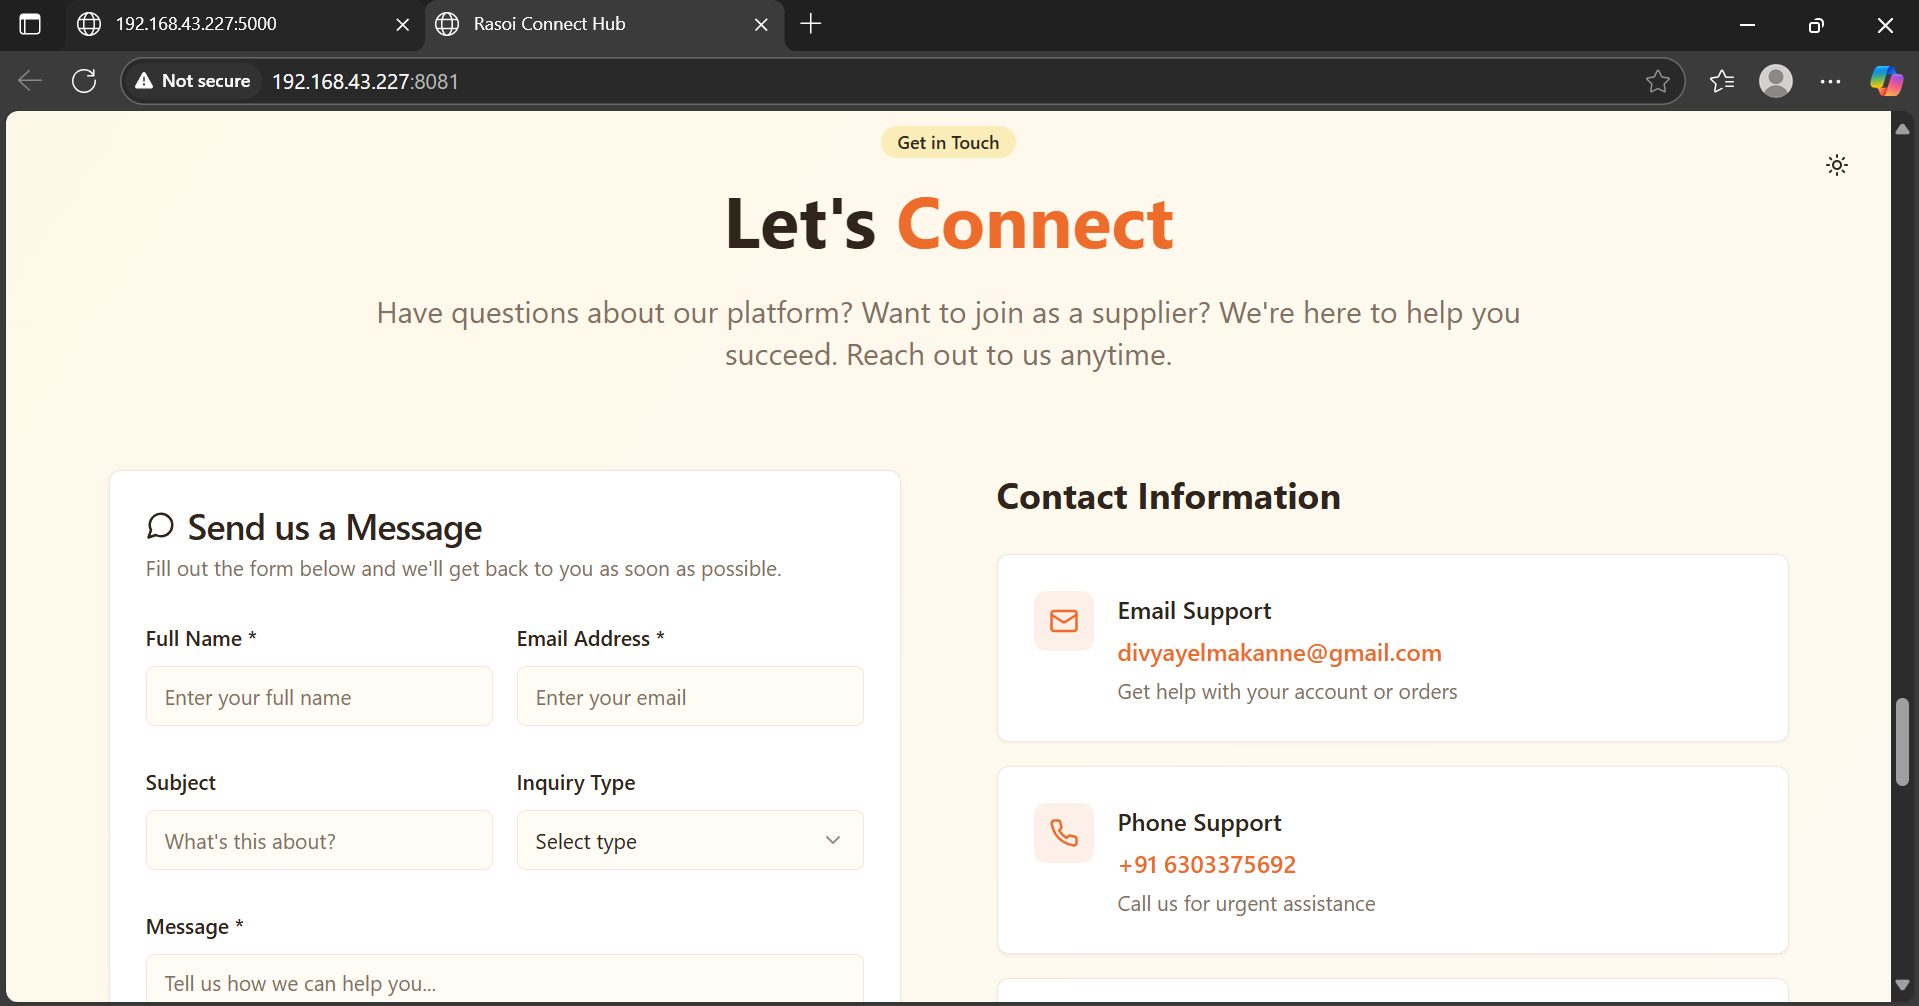 192.168.43.227:5000
Rasoi Connect Hub
Not secure
192.168.43.227:8081
Get in Touch
Let's Connect
Have questions about our platform? Want to join as a supplier? We're here to help you
succeed. Reach out to us anytime.
Send us a Message
Fill out the form below and we'll get back to you as soon as possible.
Full Name *
Email Address *
Enter your full name
Enter your email
Subject
Inquiry Type
What's this about?
Select type
Message *
Tell us how we can help you...
Contact Information
Email Support
divyayelmakanne@gmail.com
Get help with your account or orders
Phone Support
+91 6303375692
Call us for urgent assistance